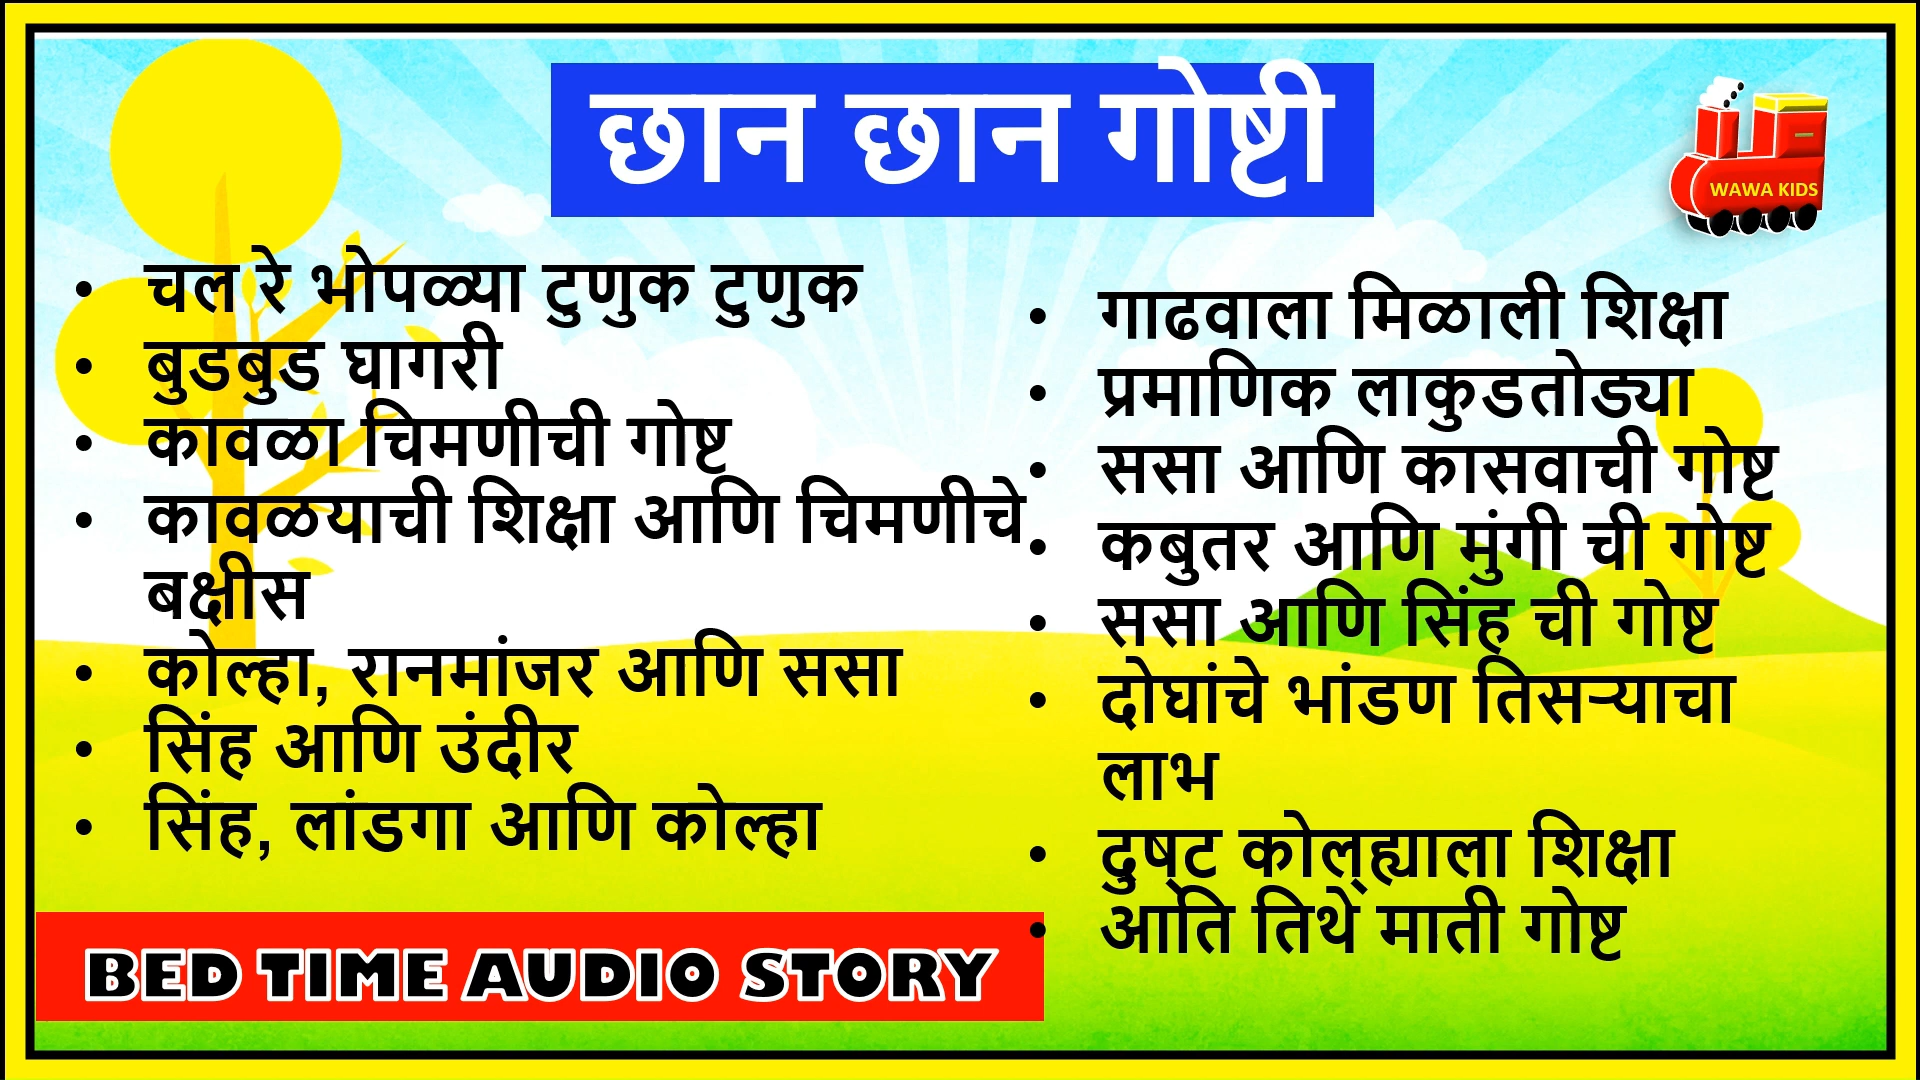 छान छान गोष्टी
WAWA KIDS
• चल रे भोपळ्या टुणुक टुणुक
• बुडबुड घागरी
• कावळा चिमणीची गोष्ट
• कावळयाची शिक्षा आणि चिमणीचे
बक्षीस
• कोल्हा, रानमांजर आणि ससा
• सिंह आणि उंदीर
• सिंह, लांडगा आणि कोल्हा
• गाढवाला मिळाली शिक्षा
• प्रमाणिक लाकुडतोड्या
• ससा आणि कासवाची गोष्ट
• कबुतर आणि मुंगी ची गोष्ट
• ससा आणि सिंह ची गोष्ट
• दोघांचे भांडण तिसऱ्याचा
लाभ
• दुष्‍ट कोल्‍ह्याला शिक्षा
• आति तिथे माती गोष्ट
BED TIME AUDIO STORY